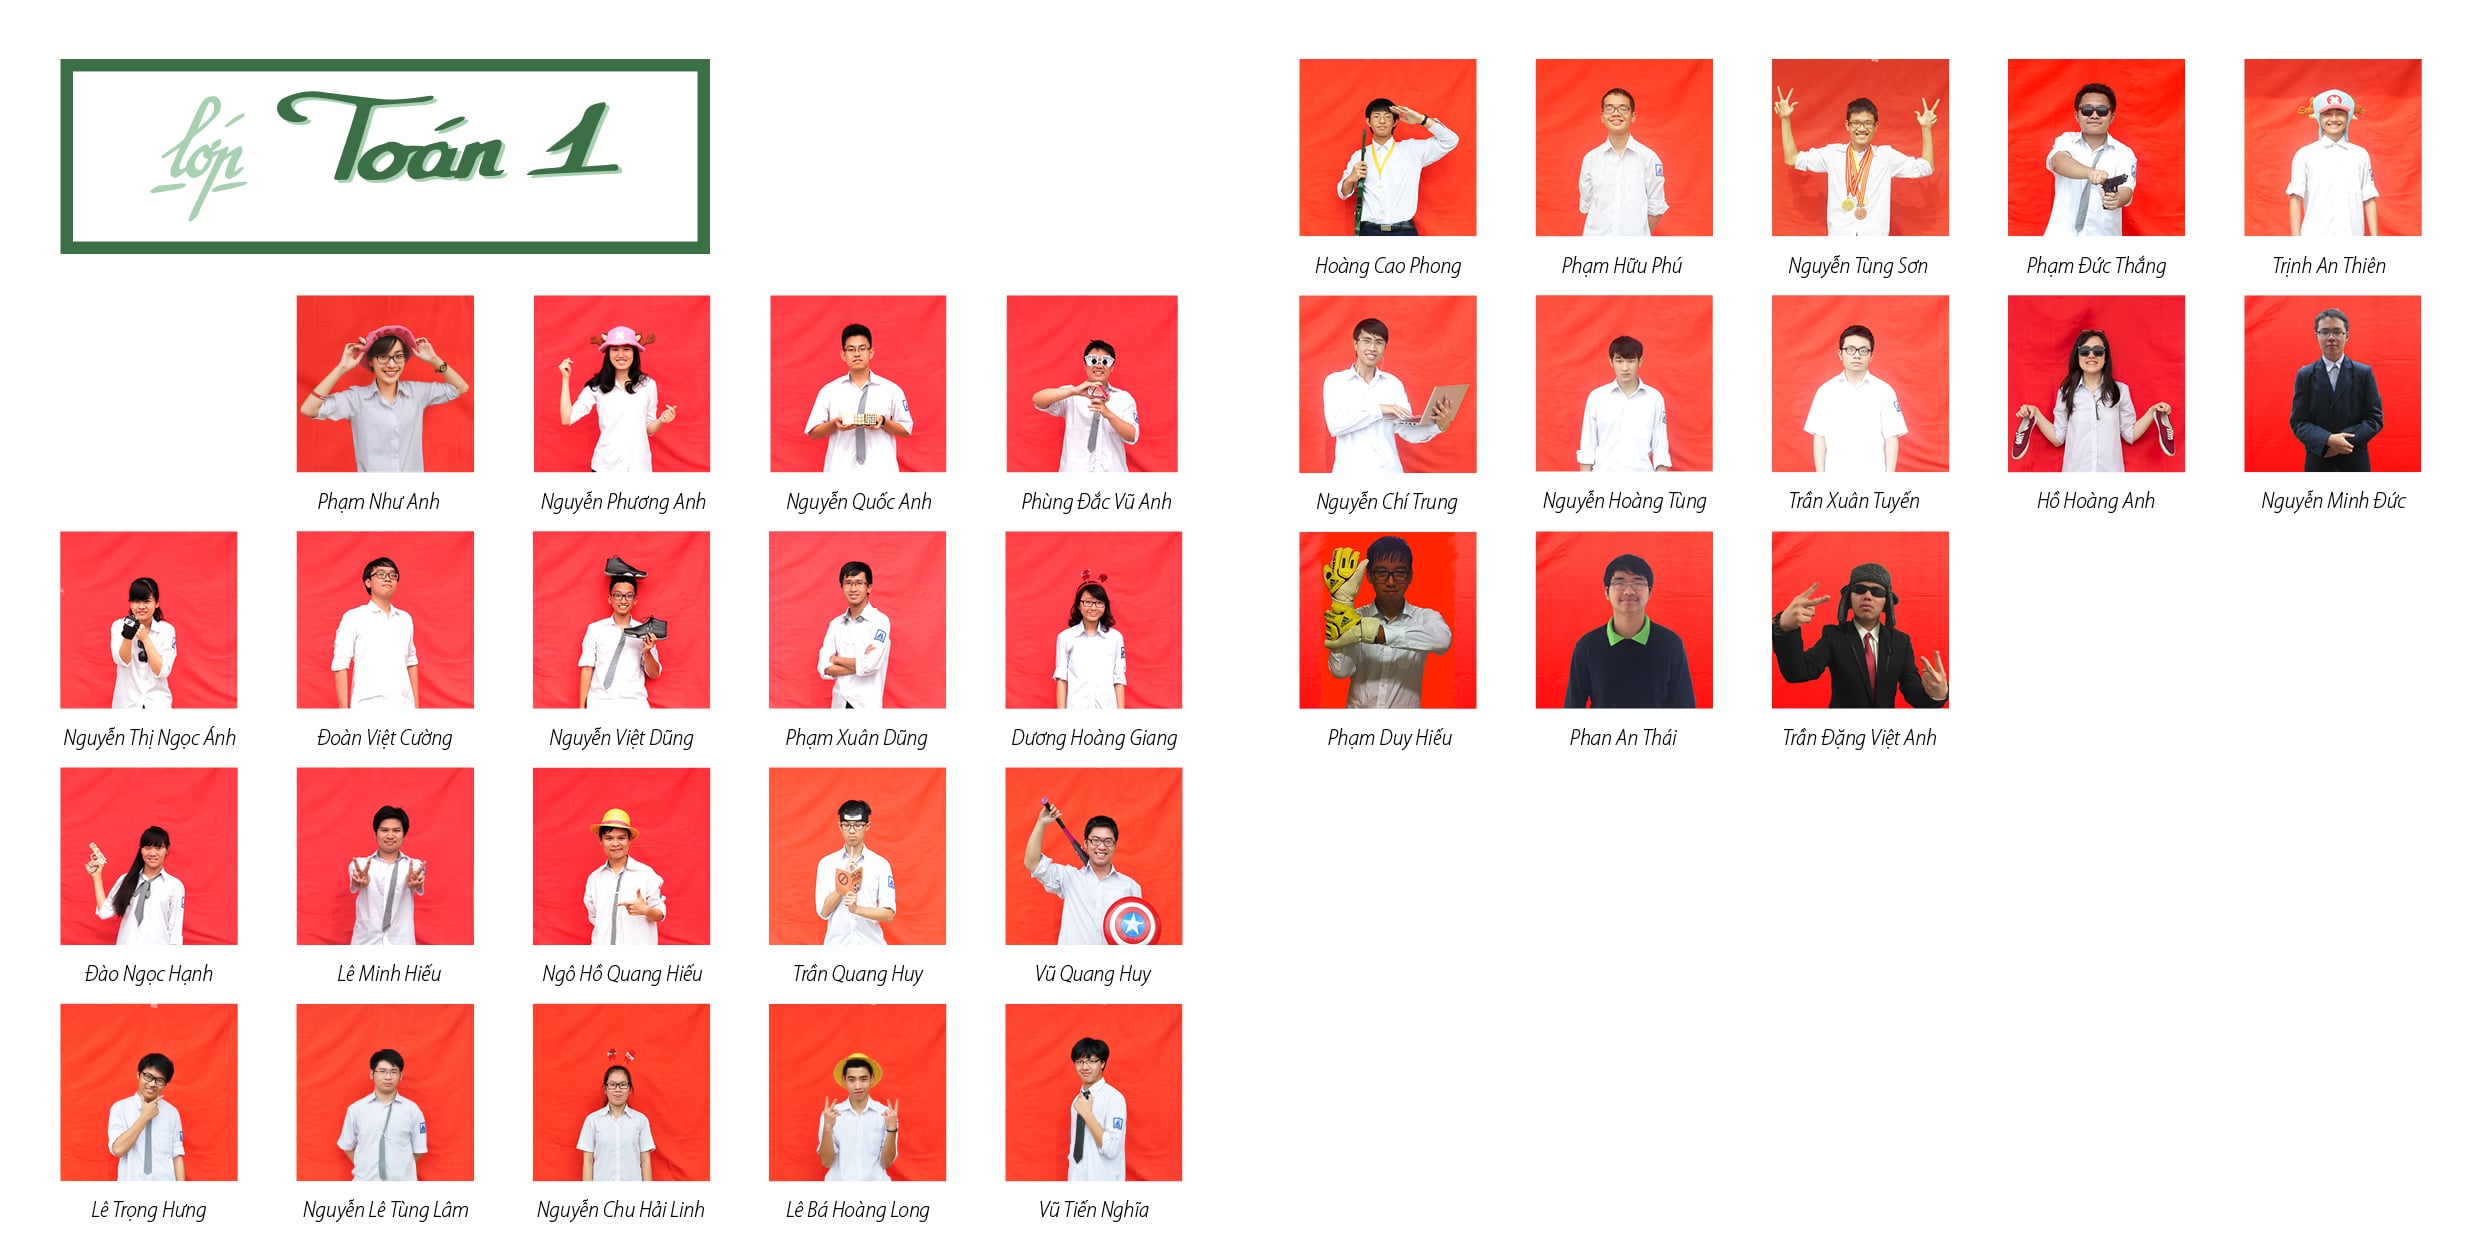 lớp Toán 1
Phạm Như Anh
Nguyễn Phương Anh
Nguyễn Quốc Anh
Phùng Đắc Vũ Anh
Nguyễn Thị Ngọc Ánh
Đoàn Việt Cường
Nguyễn Việt Dũng
Phạm Xuân Dũng
Dương Hoàng Giang
Đào Ngọc Hạnh
Lê Minh Hiếu
Ngô Hồ Quang Hiếu
Trần Quang Huy
Vũ Quang Huy
Lê Trọng Hưng
Nguyễn Lê Tùng Lâm
Nguyễn Chu Hải Linh
Lê Bá Hoàng Long
Vũ Tiến Nghĩa
Hoàng Cao Phong
Phạm Hữu Phú
Nguyễn Tùng Sơn
Phạm Đức Thắng
Trịnh An Thiên
Nguyễn Chí Trung
Nguyễn Hoàng Tùng
Trần Xuân Tuyến
Hồ Hoàng Anh
Nguyễn Minh Đức
Phạm Duy Hiếu
Phan An Thái
Trần Đặng Việt Anh